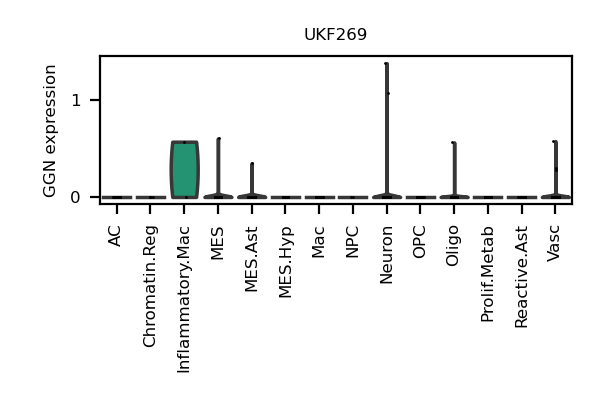 UKF269
GGN expression
1
0
AC
Chromatin.Reg
Inflammatory.Mac
MES
MES.Ast
MES.Hyp
Mac
NPC
Neuron
OPC
Oligo
Prolif.Metab
Reactive.Ast
Vasc